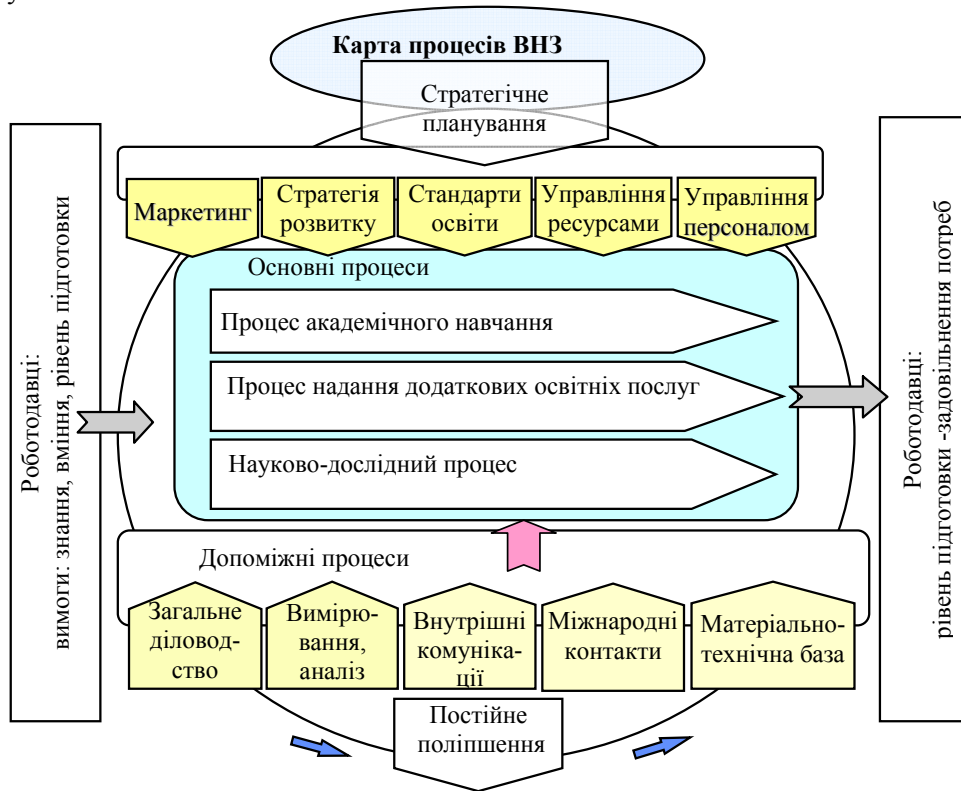 у
Карта процесів ВНЗ
Стратегічне
планування
Маркетинг
Стратегія
розвитку
Стандарти
освіти
Управління
ресурсами
Управління
персоналом
Роботодавці:
вимоги: знання, вміння, рівень підготовки
Основні процеси
Процес академічного навчання
Процес надання додаткових освітніх послуг
Науково-дослідний процес
Роботодавці:
рівень підготовки -задовільнення потреб
Допоміжні процеси
Загальне
діловод-
ство
Вимірю-
вання,
аналіз
Внутрішні
комуніка-
ції
Міжнародні
контакти
Матеріально-
технічна база
Постійне
поліпшення